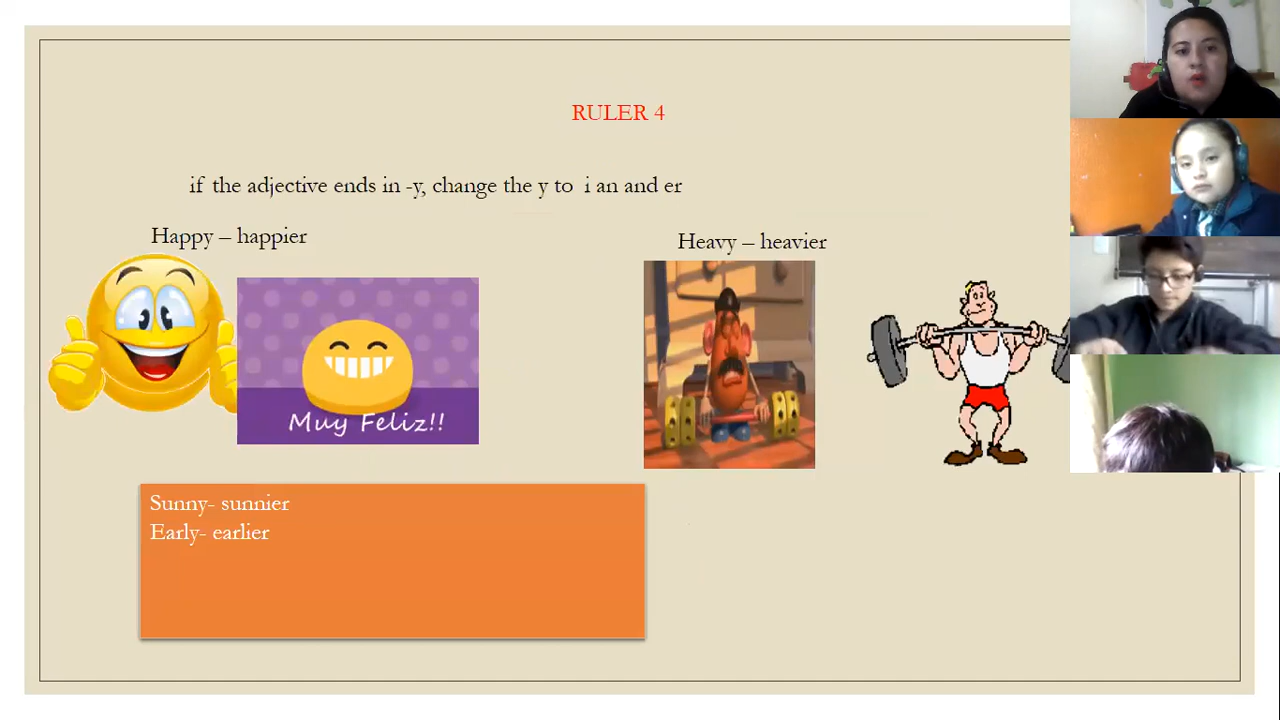 RULER 4
if the adjective ends in -y, change the y to i an and er
Happy – happier
Heavy – heavier
Muy Feliz!!
Sunny- sunnier
Early- earlier